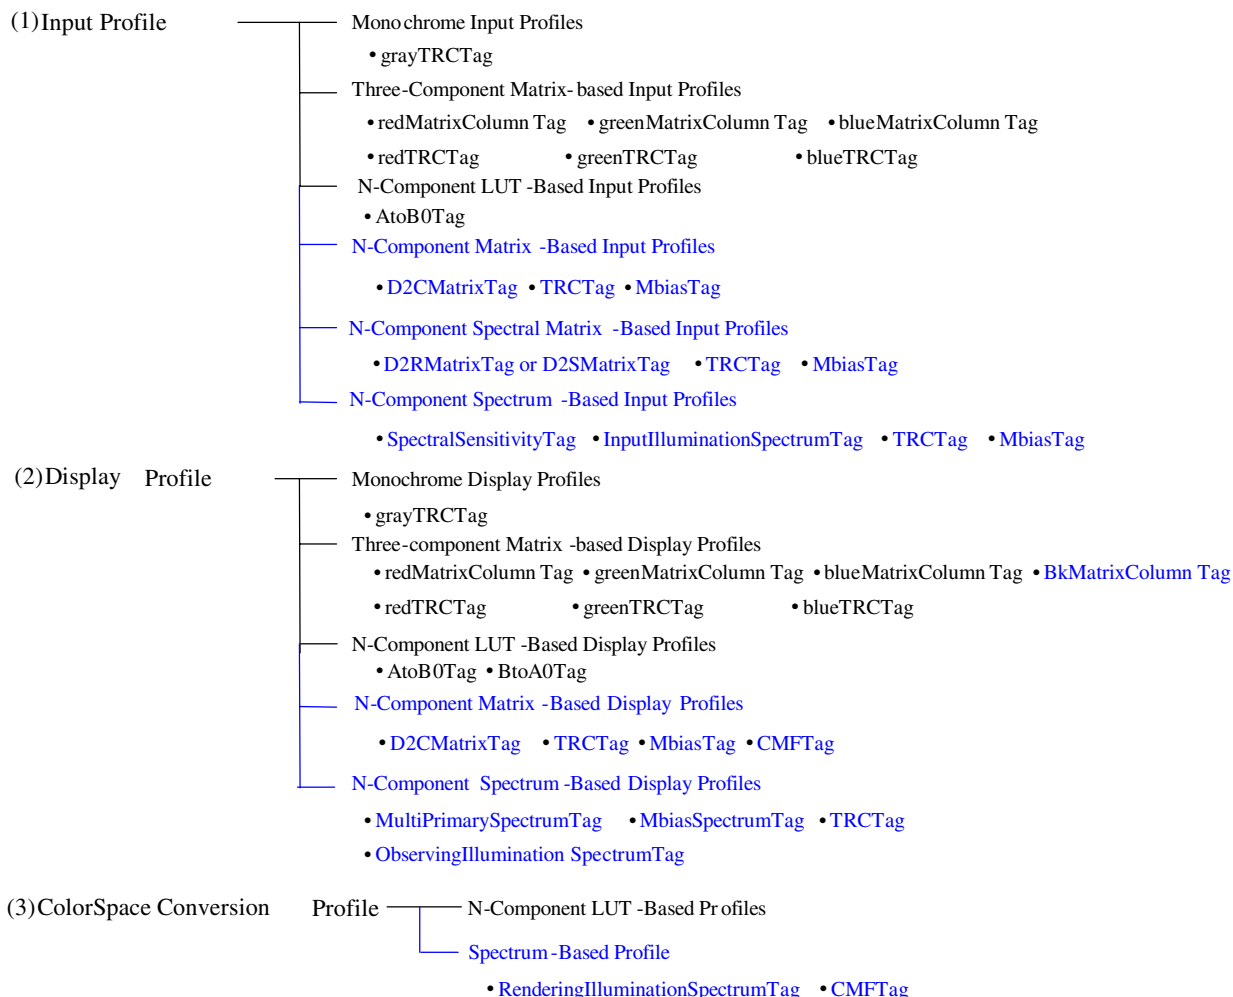 (1)Input Profile
Monochrome Input Profiles
• grayTRCTag
Three-Component Matrix-based Input Profiles
• redMatrixColumn Tag • greenMatrixColumn Tag • blueMatrixColumn Tag
• redTRCTag • greenTRCTag • blueTRCTag
N-Component LUT -Based Input Profiles
• AtoB0Tag
N-Component Matrix -Based Input Profiles
• D2CMatrixTag • TRCTag • MbiasTag
N-Component Spectral Matrix -Based Input Profiles
• D2RMatrixTag or D2SMatrixTag • TRCTag • MbiasTag
N-Component Spectrum -Based Input Profiles
• SpectralSensitivityTag • InputIlluminationSpectrumTag • TRCTag • MbiasTag
(2)Display Profile
Monochrome Display Profiles
• grayTRCTag
Three-component Matrix -based Display Profiles
• redMatrixColumn Tag • greenMatrixColumn Tag • blueMatrixColumn Tag • BkMatrixColumn Tag
• redTRCTag • greenTRCTag • blueTRCTag
N-Component LUT -Based Display Profiles
• AtoB0Tag • BtoA0Tag
N-Component Matrix -Based Display Profiles
• D2CMatrixTag • TRCTag • MbiasTag • CMFTag
N-Component Spectrum -Based Display Profiles
• MultiPrimarySpectrumTag • MbiasSpectrumTag • TRCTag
• ObservingIllumination SpectrumTag
(3)ColorSpace Conversion Profile
N-Component LUT -Based Profiles
Spectrum -Based Profile
• RenderingIlluminationSpectrumTag • CMFTag